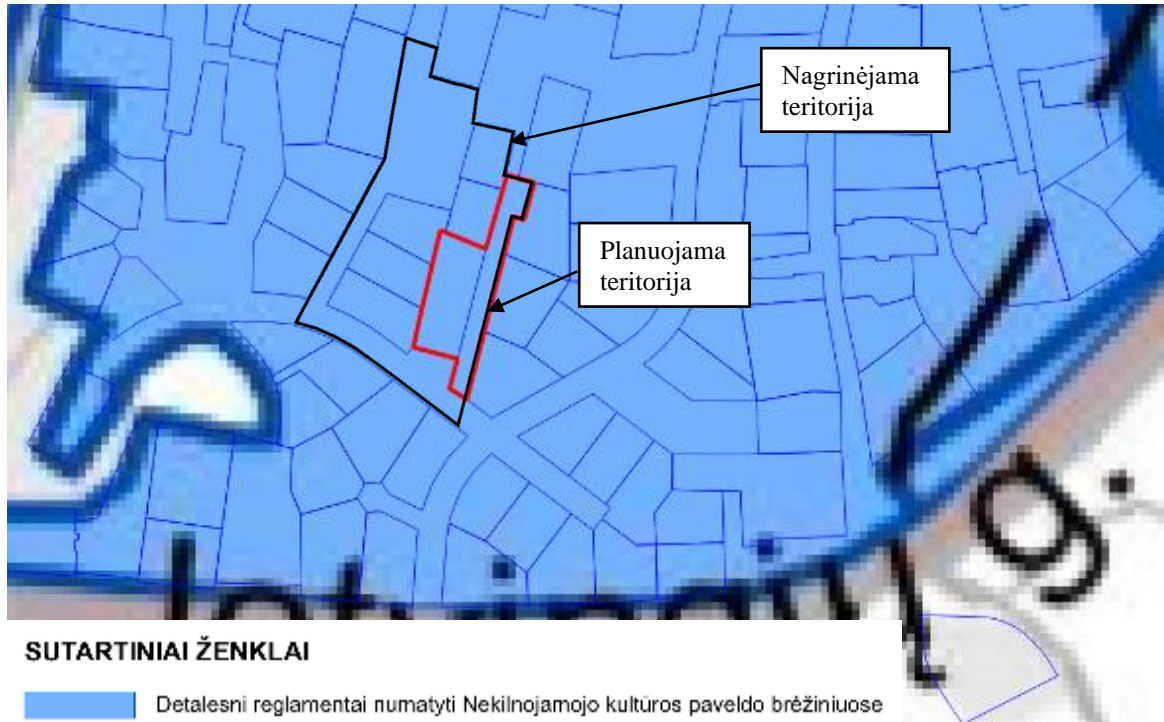 Nagrinėjama
teritorija
Planuojama
teritorija
g.
SUTARTINIAI ŽENKLAI
Detalesni reglamentai numatyti Nekilnojamojo kultūros paveldo brėžiniuose